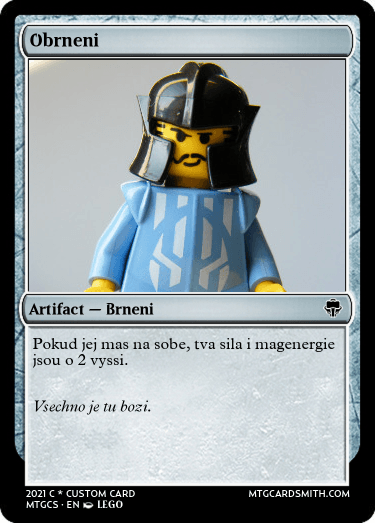 Obrneni
Artifact — Brneni
Pokud jej mas na sobe, tva sila i magenergie
jsou o 2 vyssi.
Vsechno je tu bozi.
2021 C * CUSTOM CARD
MTGCS · EN LEGO
MTGCARDSMITH.COM